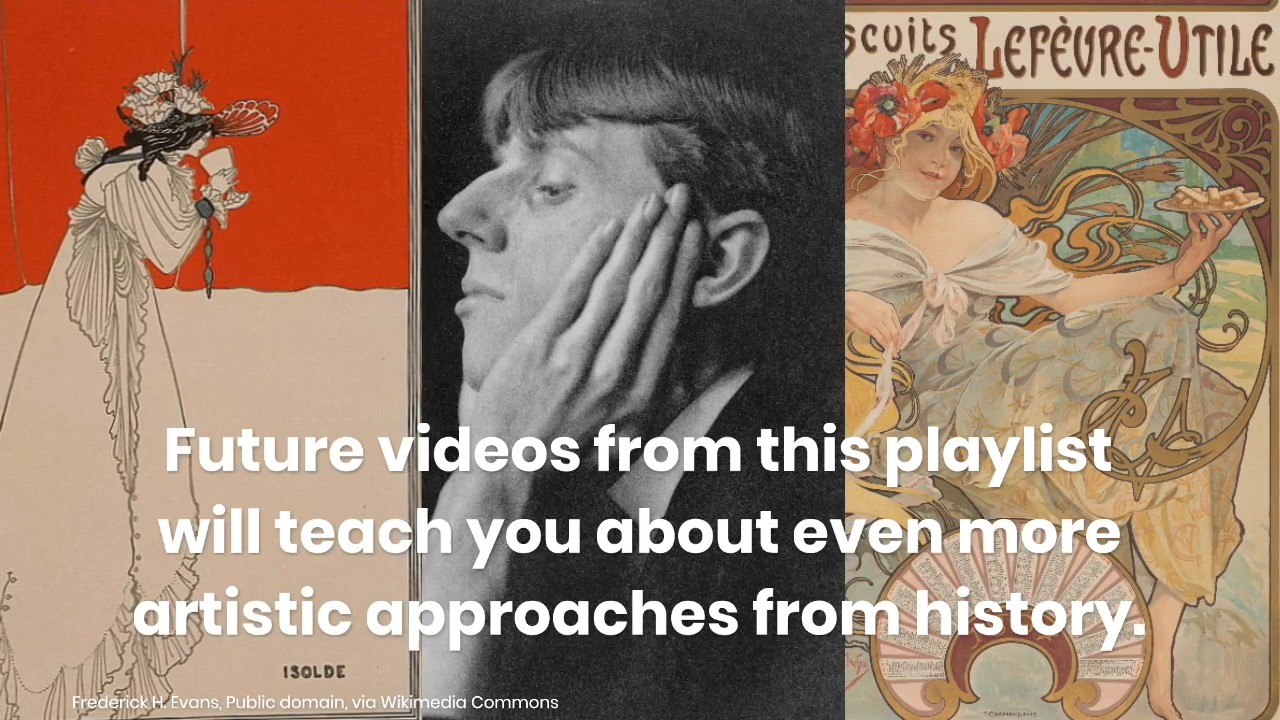 scuits LEFÈVRE-UTILE
Future videos from this playlist
will teach you about even more
artistic approaches from history.
ISOLDE
Frederick H. Evans, Public domain, via Wikimedia Commons